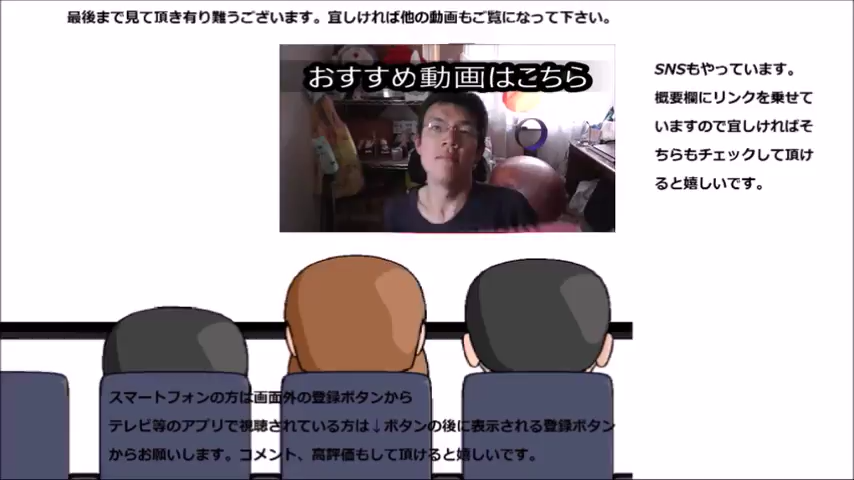 最後まで見て頂き有り難うございます。宜しければ他の動画もご覧になって下さい。
おすすめ動画はこちら
SNSもやっています。
概要欄にリンクを乗せて
いますので宜しければそ
ちらもチェックして頂け
ると嬉しいです。
スマートフォンの方は画面外の登録ボタンから
テレビ等のアプリで視聴されている方は↓ボタンの後に表示される登録ボタン
からお願いします。コメント、高評価もして頂けると嬉しいです。